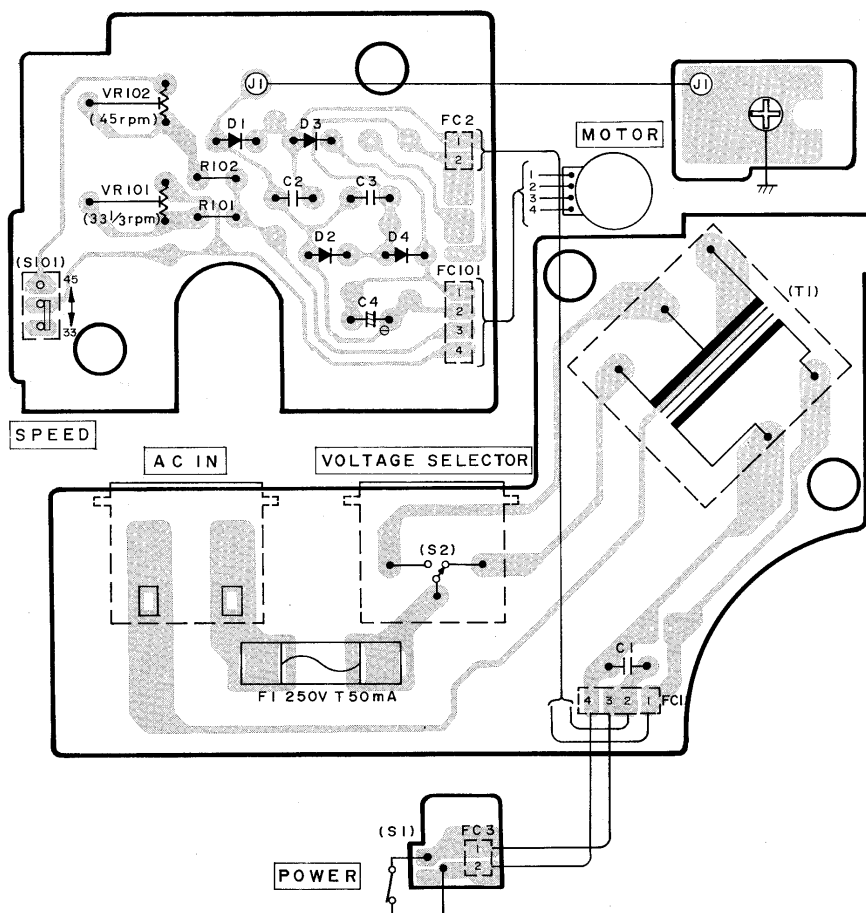 J1
J1
VR102
(45rpm)
D1
D3
FC2
1
2
MOTOR
1
2
3
4
R102
C2
C3
VR101
(33 1/3rpm)
R101
D2
D4
(S101)
45
33
FC101
1
2
3
4
C4
⊖
(T1)
SPEED
AC IN
VOLTAGE SELECTOR
(S2)
F1 250V T50mA
C1
4
3
2
1
FC1
(S1)
FC3
1
2
POWER